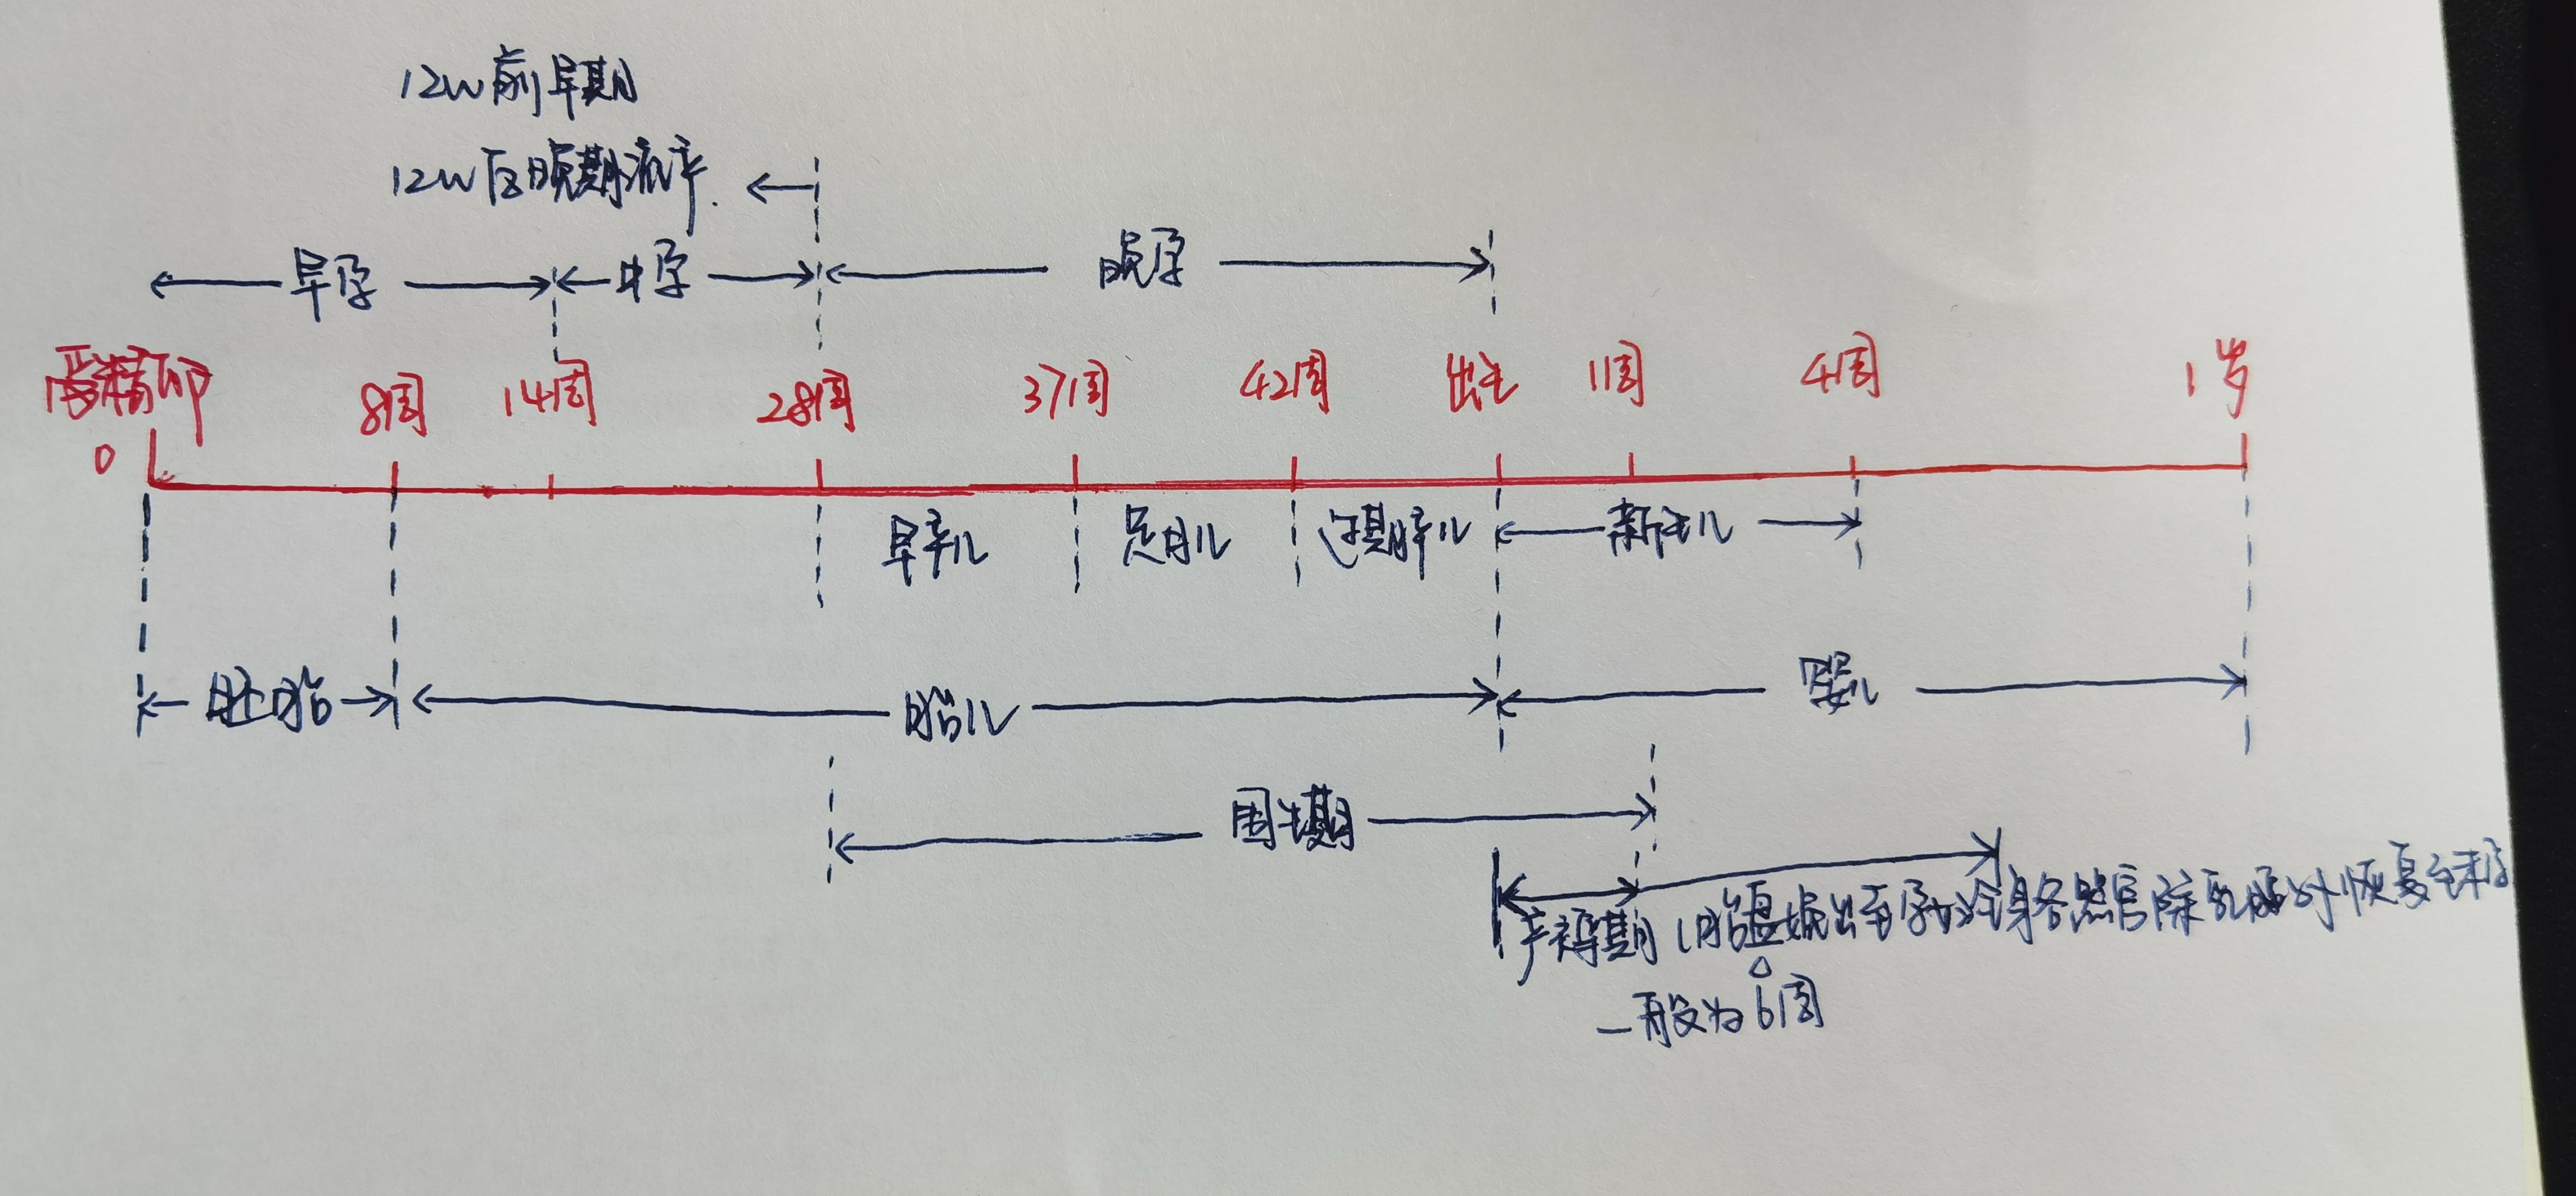 12w前早期
12w后晚期流产.
早孕 中孕 晚孕
受精卵 8周 14周 28周 37周 42周 出生 1周 4周 1岁
0
早产儿 足月儿 过期产儿 新生儿
胚胎 胎儿 婴儿
围生期
产褥期(胎盘娩出至孕妇全身各器官除乳腺外恢复至未孕
一般为6周